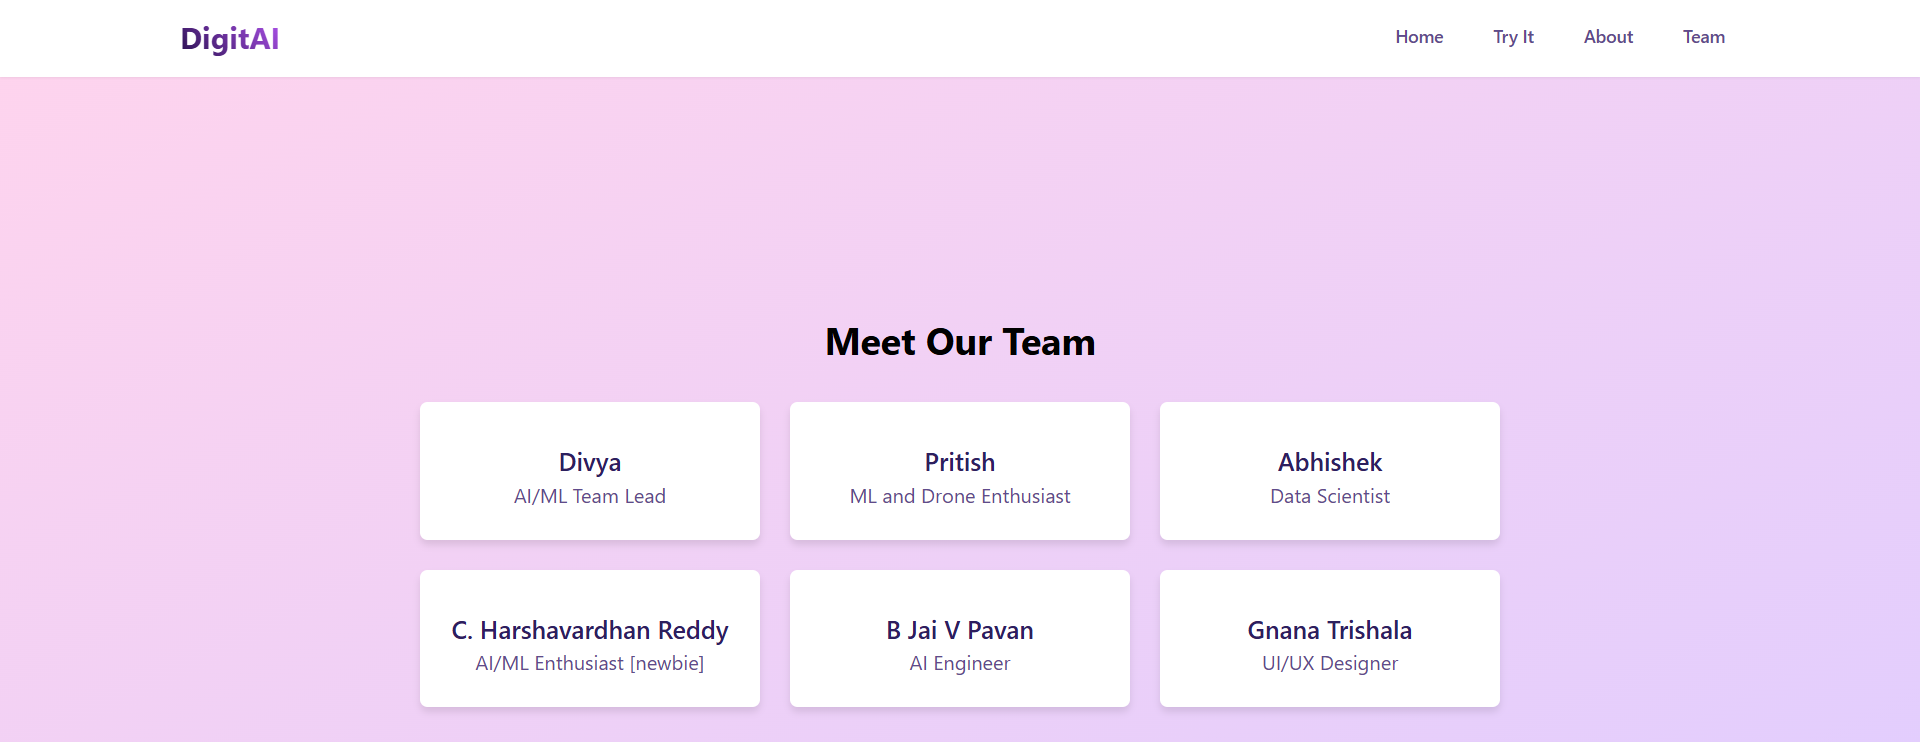 DigitAI
Home Try It About Team
Meet Our Team
Divya
AI/ML Team Lead
Pritish
ML and Drone Enthusiast
Abhishek
Data Scientist
C. Harshavardhan Reddy
AI/ML Enthusiast [newbie]
B Jai V Pavan
AI Engineer
Gnana Trishala
UI/UX Designer